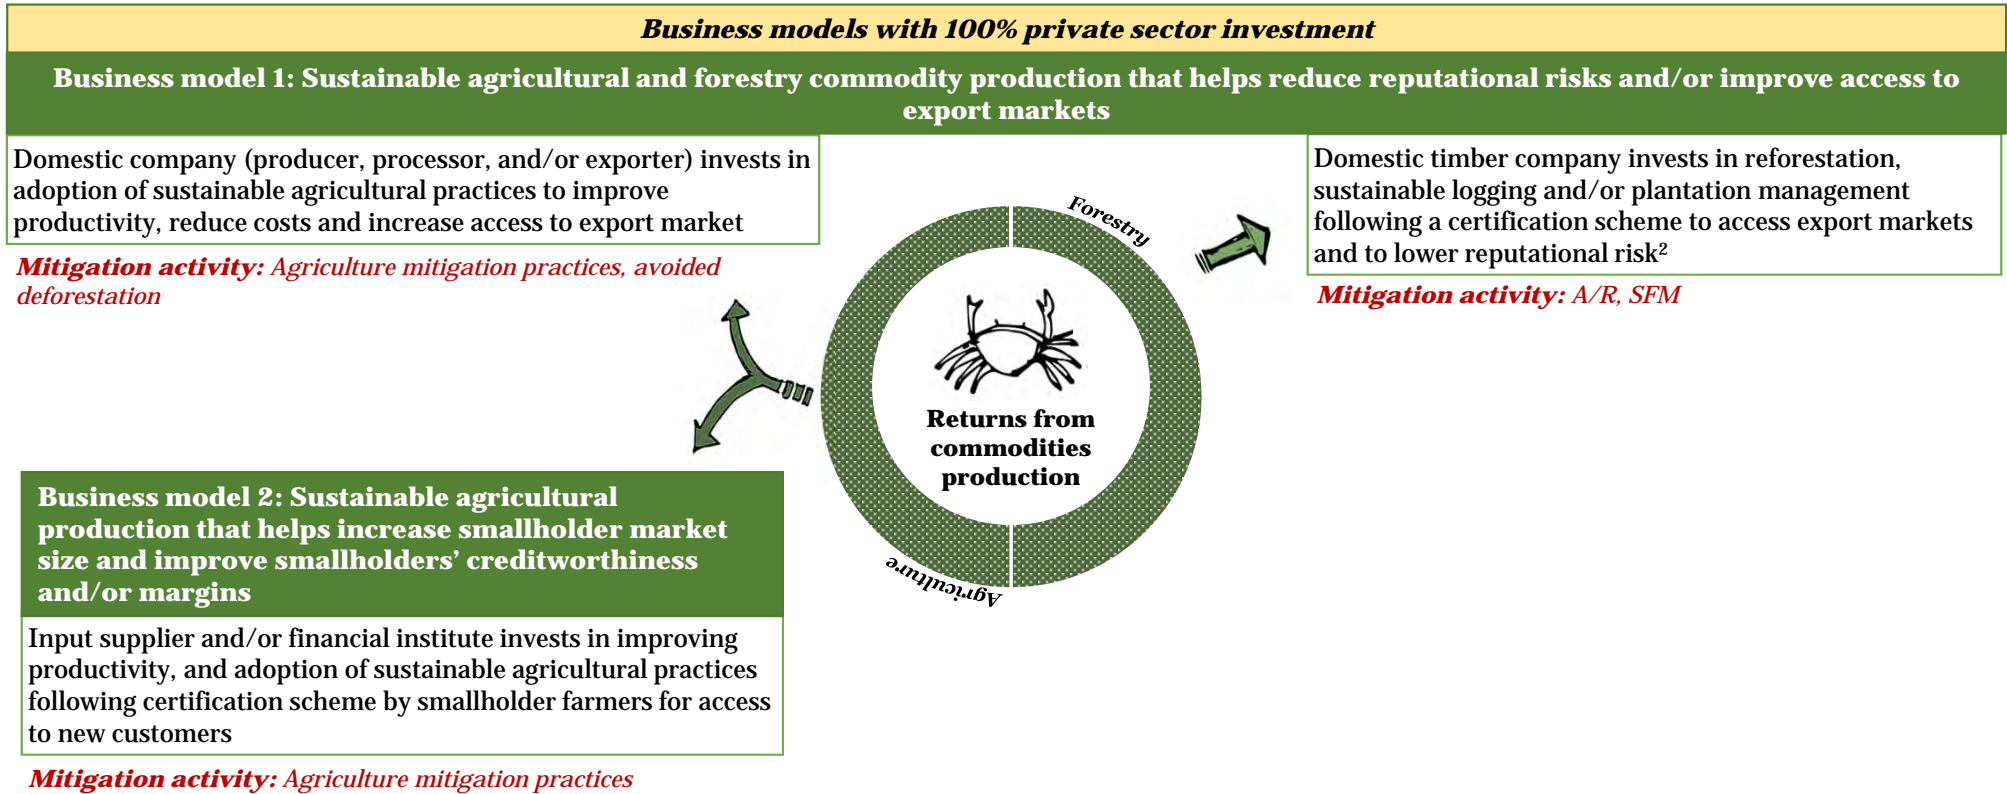 Business models with 100% private sector investment
Business model 1: Sustainable agricultural and forestry commodity production that helps reduce reputational risks and/or improve access to
export markets
Domestic company (producer, processor, and/or exporter) invests in
adoption of sustainable agricultural practices to improve
productivity, reduce costs and increase access to export market
Mitigation activity: Agriculture mitigation practices, avoided
deforestation
Domestic timber company invests in reforestation,
sustainable logging and/or plantation management
following a certification scheme to access export markets
and to lower reputational risk²
Mitigation activity: A/R, SFM
Forestry
Returns from
commodities
production
Agriculture
Business model 2: Sustainable agricultural
production that helps increase smallholder market
size and improve smallholders’ creditworthiness
and/or margins
Input supplier and/or financial institute invests in improving
productivity, and adoption of sustainable agricultural practices
following certification scheme by smallholder farmers for access
to new customers
Mitigation activity: Agriculture mitigation practices